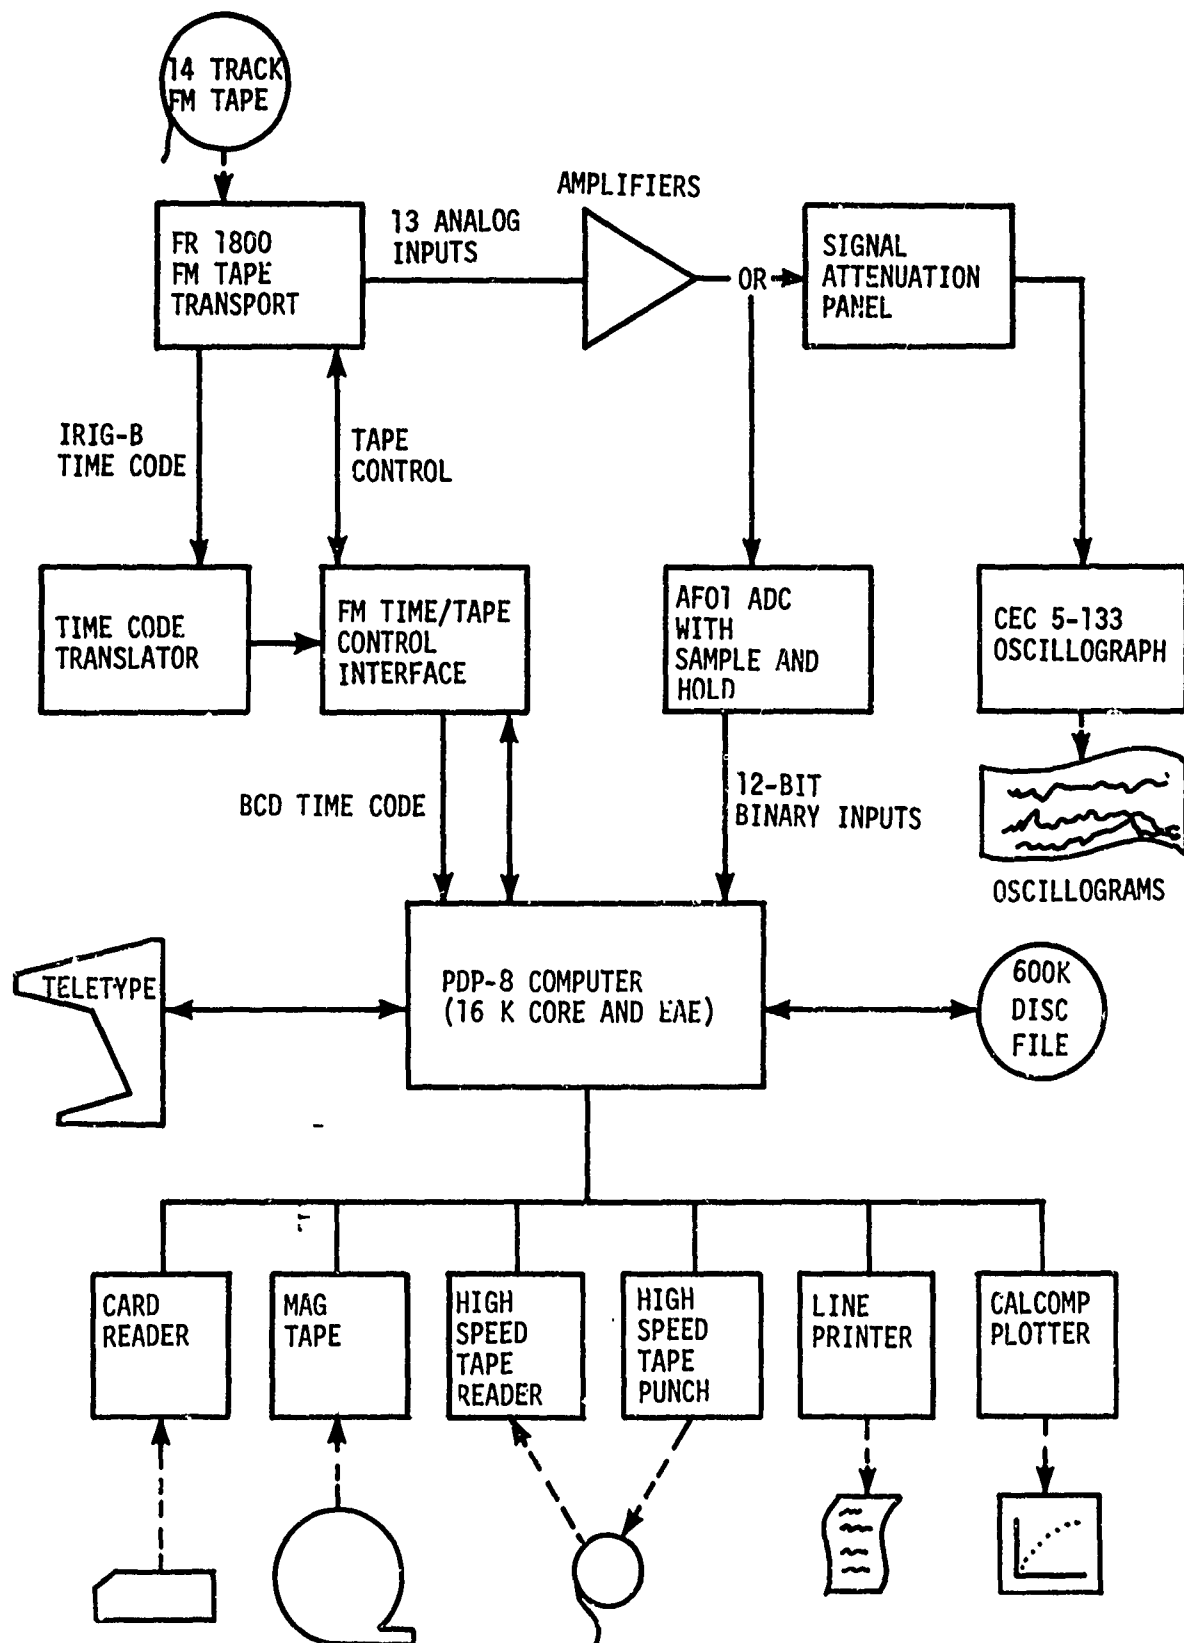 14 TRACK
FM TAPE
AMPLIFIERS
FR 1800
FM TAPE
TRANSPORT
13 ANALOG
INPUTS
OR
SIGNAL
ATTENUATION
PANEL
IRIG-B
TIME CODE
TAPE
CONTROL
TIME CODE
TRANSLATOR
FM TIME/TAPE
CONTROL
INTERFACE
AF01 ADC
WITH
SAMPLE AND
HOLD
CEC 5-133
OSCILLOGRAPH
BCD TIME CODE
12-BIT
BINARY INPUTS
OSCILLOGRAMS
TELETYPE
PDP-8 COMPUTER
(16 K CORE AND EAE)
600K
DISC
FILE
CARD
READER
MAG
TAPE
HIGH
SPEED
TAPE
READER
HIGH
SPEED
TAPE
PUNCH
LINE
PRINTER
CALCOMP
PLOTTER